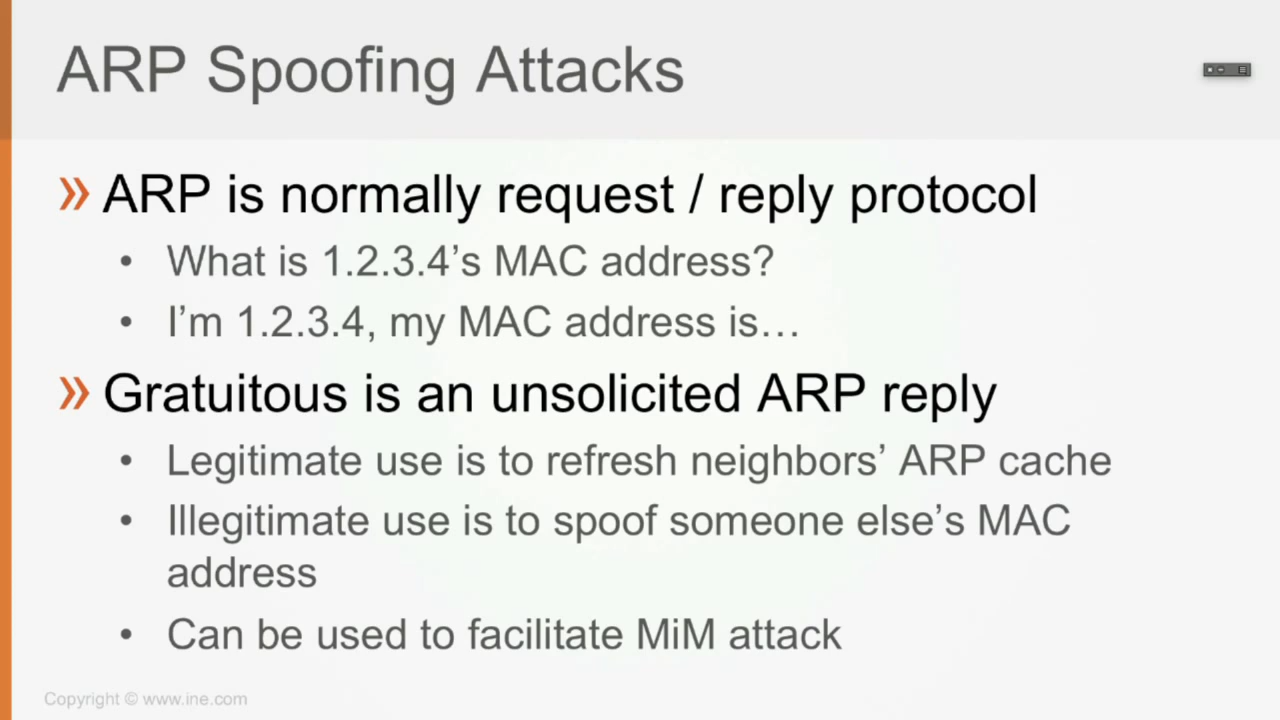 ARP Spoofing Attacks
» ARP is normally request / reply protocol
• What is 1.2.3.4’s MAC address?
• I’m 1.2.3.4, my MAC address is…
» Gratuitous is an unsolicited ARP reply
• Legitimate use is to refresh neighbors’ ARP cache
• Illegitimate use is to spoof someone else’s MAC
address
• Can be used to facilitate MiM attack
Copyright © www.ine.com